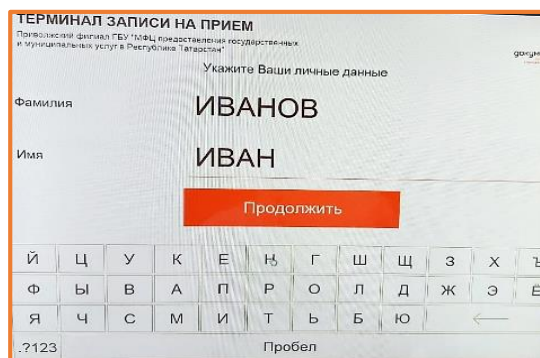 ТЕРМИНАЛ ЗАПИСИ НА ПРИЕМ
Приволжский филиал ГБУ "МФЦ предоставления государственных
и муниципальных услуг в Республике Татарстан"
Укажите Ваши личные данные
Фамилия
ИВАНОВ
Имя
ИВАН
Продолжить
Й Ц У К Е Н Г Ш Щ З Х Ъ
Ф Ы В А П Р О Л Д Ж Э Ё
Я Ч С М И Т Ь Б Ю ←
.?123 Пробел